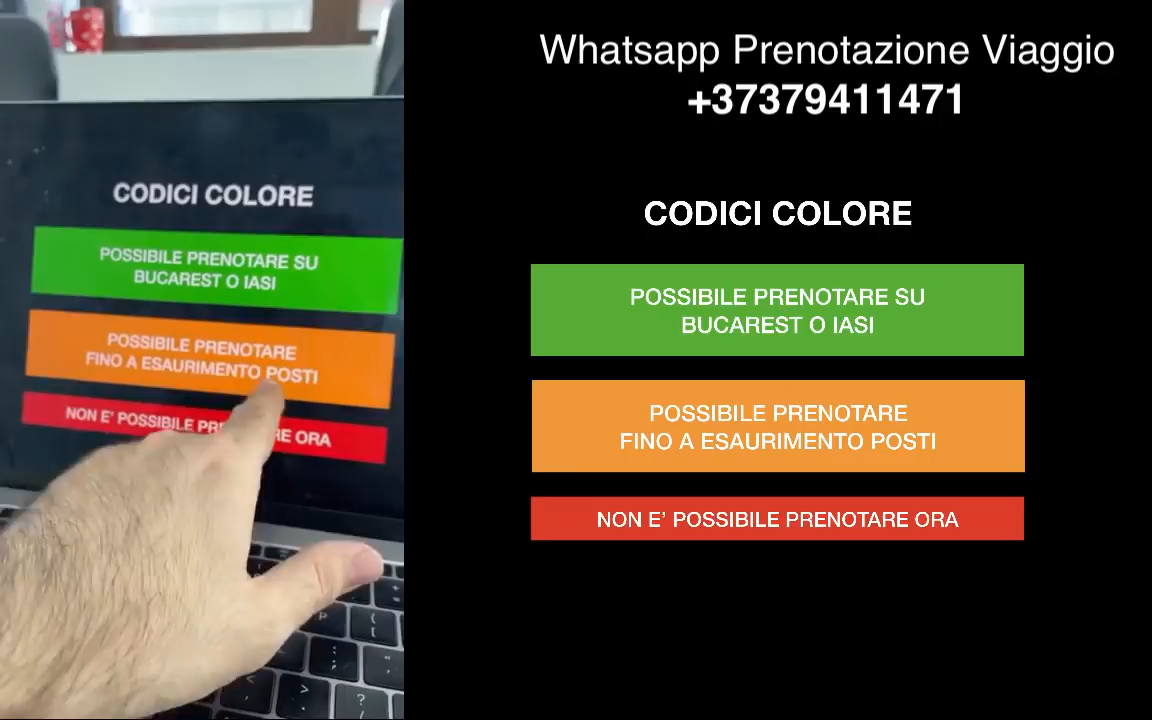 Whatsapp Prenotazione Viaggio
+37379411471
CODICI COLORE
POSSIBILE PRENOTARE SU
BUCAREST O IASI
POSSIBILE PRENOTARE
FINO A ESAURIMENTO POSTI
NON E’ POSSIBILE PRENOTARE ORA
CODICI COLORE
POSSIBILE PRENOTARE SU
BUCAREST O IASI
POSSIBILE PRENOTARE
FINO A ESAURIMENTO POSTI
NON E' POSSIBILE ORA